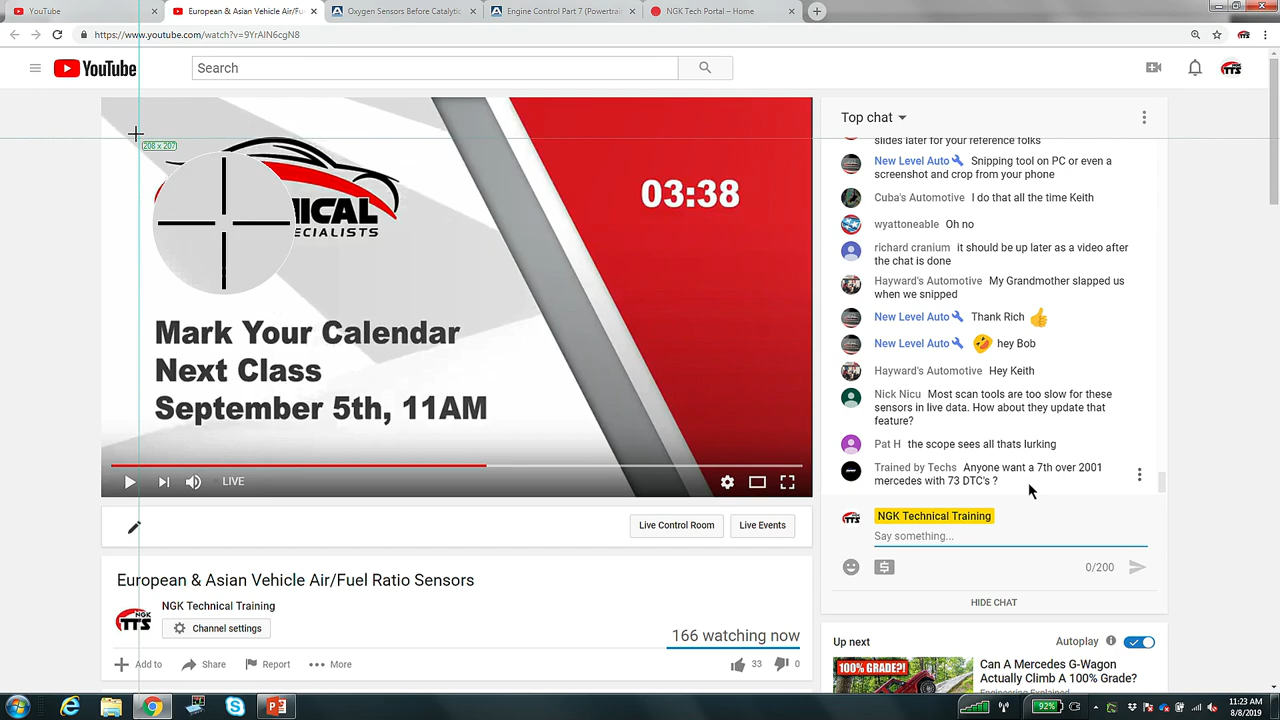 YouTube
European & Asian Vehicle Air/Fu
Oxygen Sensors Before Catalytic
Engine Control Part 7 (Powertrai
NGK Tech Portal – Home
https://www.youtube.com/watch?v=9YrAIN6cgN8
YouTube
Search
208 x 207
NICAL
ECIALISTS
03:38
Mark Your Calendar
Next Class
September 5th, 11AM
LIVE
Live Control Room
Live Events
European & Asian Vehicle Air/Fuel Ratio Sensors
NGK
TTS
NGK Technical Training
Channel settings
166 watching now
Add to
Share
Report
More
33
0
Top chat
slides later for your reference folks
New Level Auto Snipping tool on PC or even a
screenshot and crop from your phone
Cuba's Automotive I do that all the time Keith
wyattoneable Oh no
richard cranium it should be up later as a video after
the chat is done
Hayward's Automotive My Grandmother slapped us
when we snipped
New Level Auto Thank Rich
New Level Auto hey Bob
Hayward's Automotive Hey Keith
Nick Nicu Most scan tools are too slow for these
sensors in live data. How about they update that
feature?
Pat H the scope sees all thats lurking
Trained by Techs Anyone want a 7th over 2001
mercedes with 73 DTC's ?
NGK Technical Training
Say something...
0/200
HIDE CHAT
Up next
Autoplay
100% GRADE?!
Can A Mercedes G-Wagon
Actually Climb A 100% Grade?
Engineering Explained
92%
11:23 AM
8/8/2019